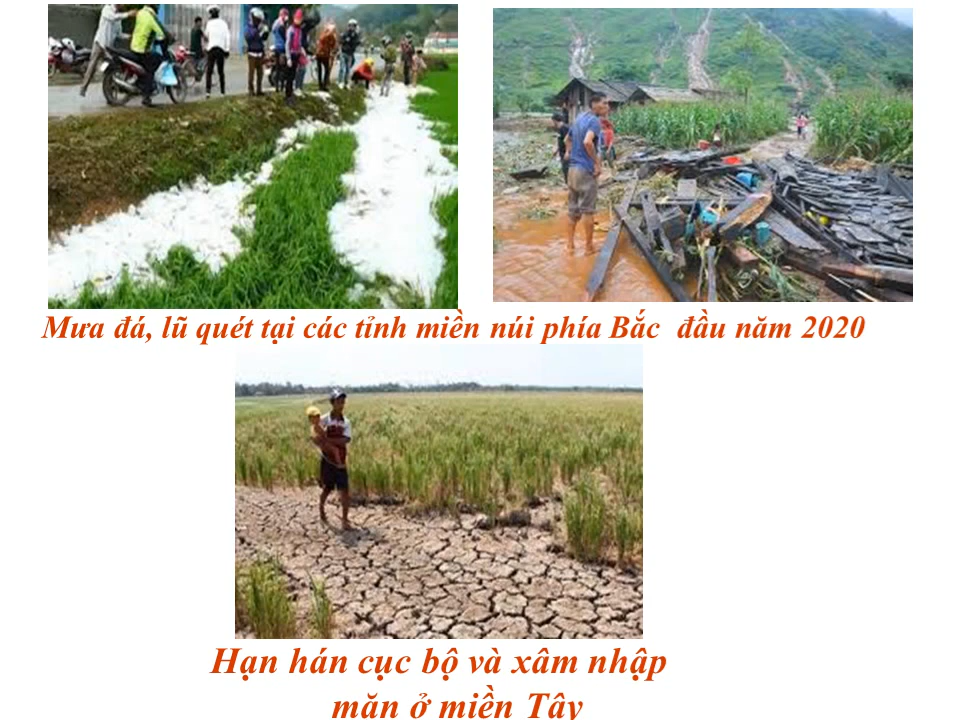 Mưa đá, lũ quét tại các tỉnh miền núi phía Bắc đầu năm 2020
Hạn hán cục bộ và xâm nhập
mặn ở miền Tây